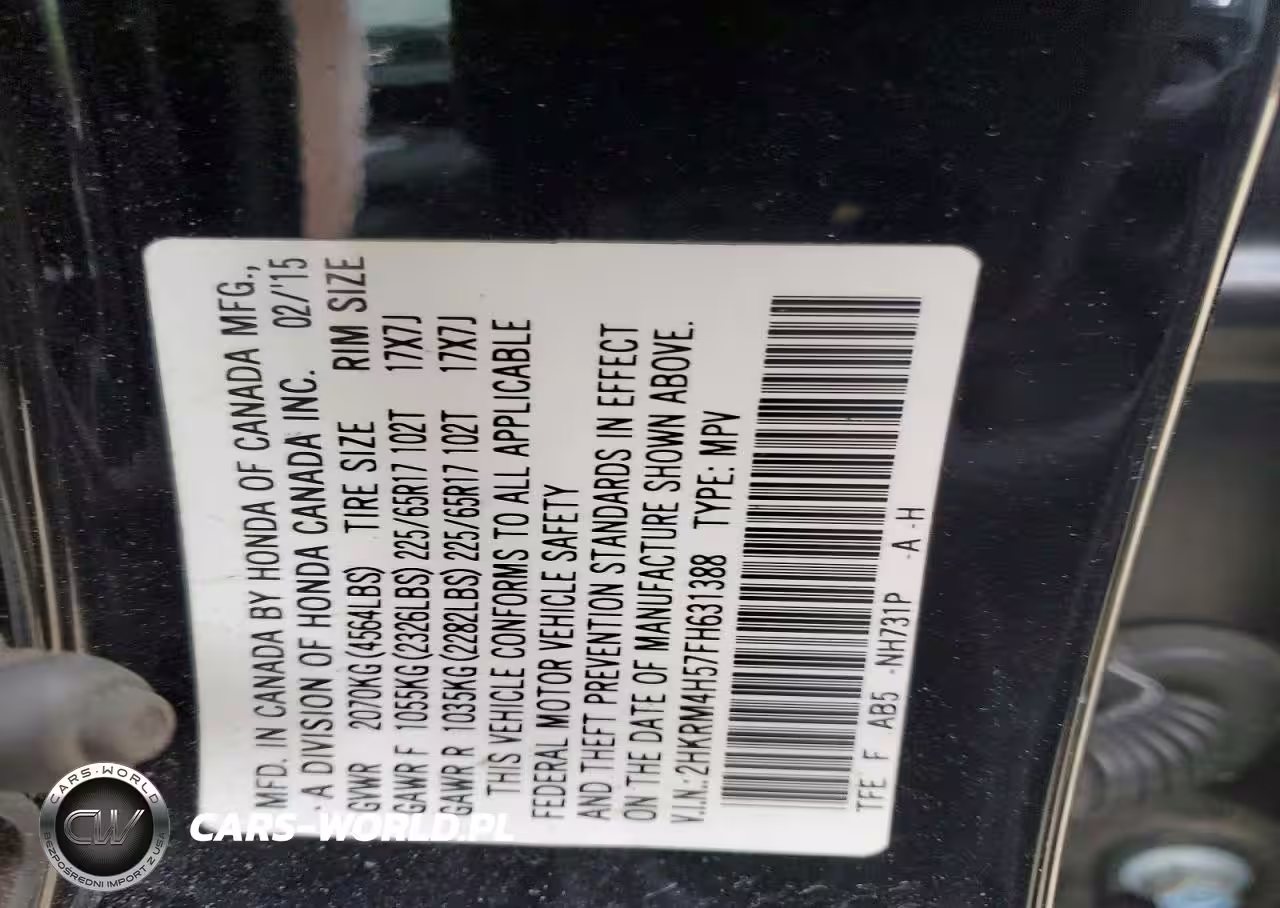 MFD. IN CANADA BY HONDA OF CANADA MFG.,
A DIVISION OF HONDA CANADA INC. 02/'15
GVWR 2070KG (4564LBS) TIRE SIZE RIM SIZE
GAWR F 1055KG (2326LBS) 225/65R17 102T 17X7J
GAWR R 1035KG (2282LBS) 225/65R17 102T 17X7J
THIS VEHICLE CONFORMS TO ALL APPLICABLE
FEDERAL MOTOR VEHICLE SAFETY
AND THEFT PREVENTION STANDARDS IN EFFECT
ON THE DATE OF MANUFACTURE SHOWN ABOVE.
V.I.N.:2HKRM4H57FH631388 TYPE: MPV
TFE F AB5 -NH731P -A -H
CARS-WORLD
CW
BEZPOŚREDNI IMPORT Z USA
CARS-WORLD.PL